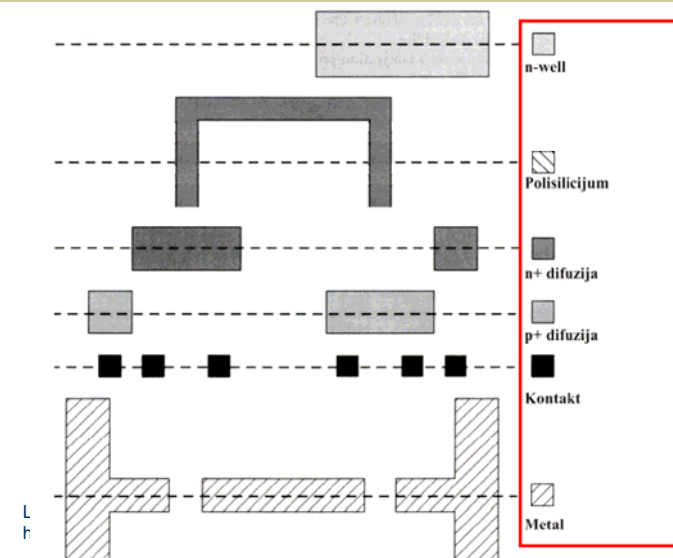 n-well
Polisilicijum
n+ difuzija
p+ difuzija
Kontakt
L
h
Metal